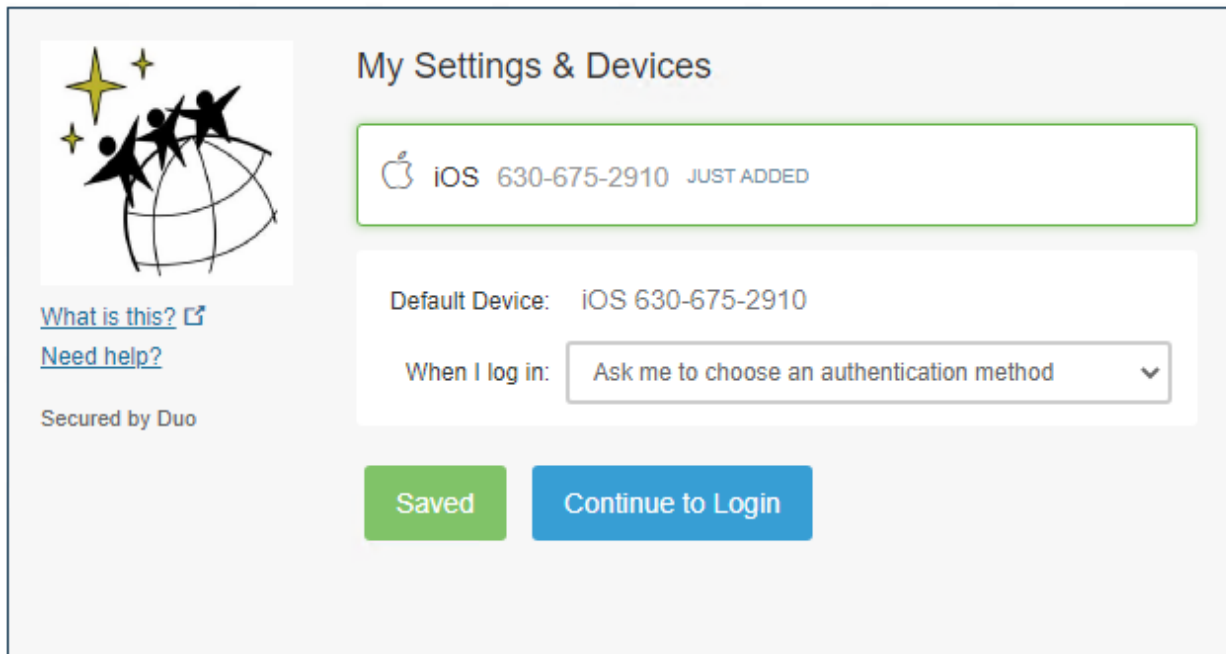 My Settings & Devices
iOS 630-675-2910 JUST ADDED
What is this?
Need help?
Secured by Duo
Default Device: iOS 630-675-2910
When I log in: Ask me to choose an authentication method
Saved
Continue to Login